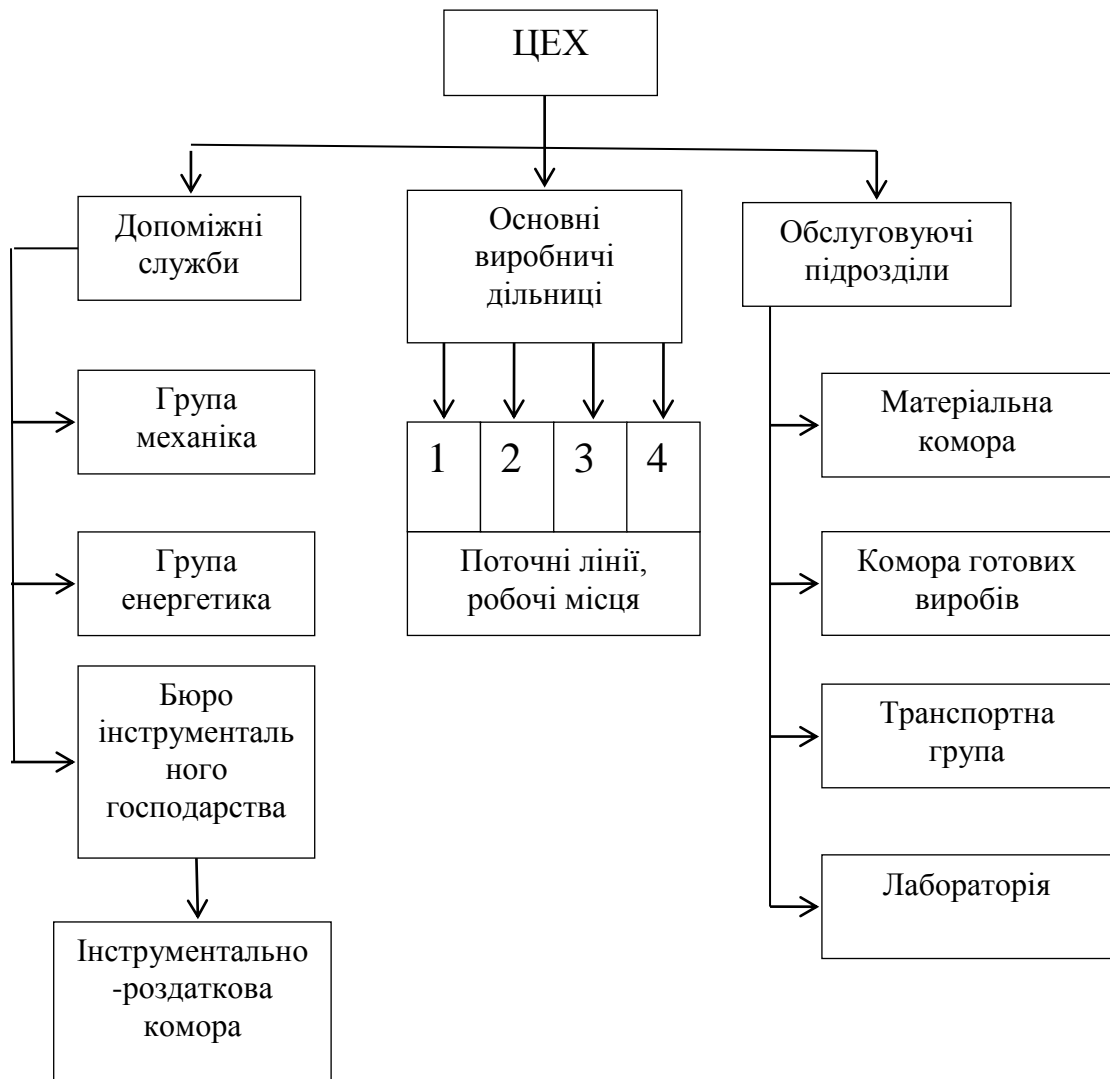 ЦЕХ
Допоміжні
служби
Основні
виробничі
дільниці
Обслуговуючі
підрозділи
Група
механіка
Група
енергетика
Бюро
інструменталь
ного
господарства
Інструментально
-роздаткова
комора
1 2 3 4
Поточні лінії,
робочі місця
Матеріальна
комора
Комора готових
виробів
Транспортна
група
Лабораторія